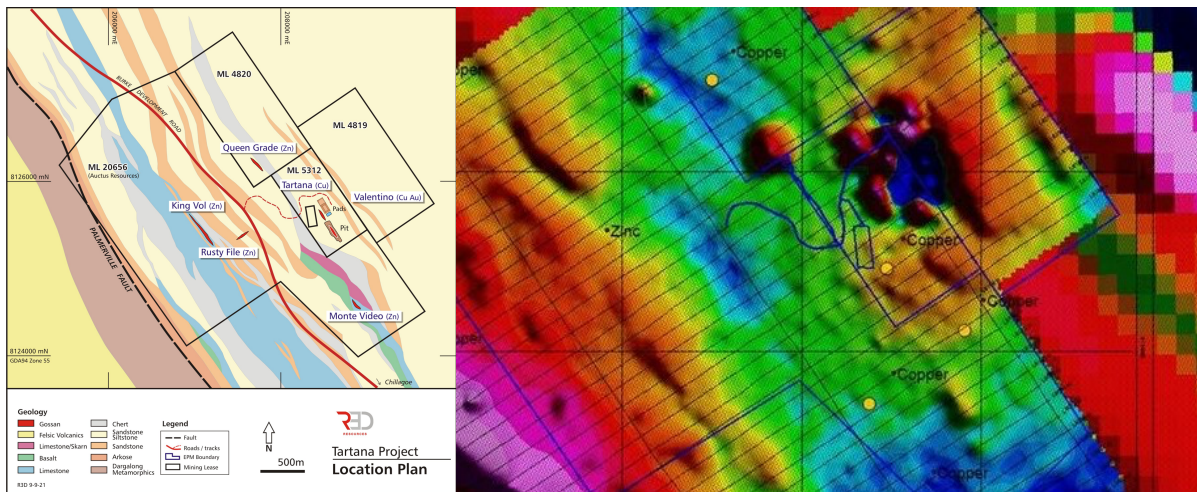 206000 mE
208000 mE
ML 4820
BURKE DEVELOPMENT ROAD
ML 4819
Queen Grade (Zn)
ML 20656
(Auctus Resources)
ML 5312
Tartana (Cu)
8126000 mN
Valentino (Cu Au)
King Vol (Zn)
Pads
Pit
Rusty File (Zn)
PALMERVILLE FAULT
Monte Video (Zn)
8124000 mN
GDA94 Zone 55
Chillagoe
Geology
Gossan
Felsic Volcanics
Limestone/Skarn
Basalt
Limestone
Chert
Sandstone
Siltstone
Sandstone
Arkose
Dargalong
Metamorphics
Legend
Fault
Roads / tracks
EPM Boundary
Mining Lease
N
500m
RED
RESOURCES
Tartana Project
Location Plan
R3D 9-9-21
Copper
Copper
Zinc
Copper
Copper
Copper
Copper